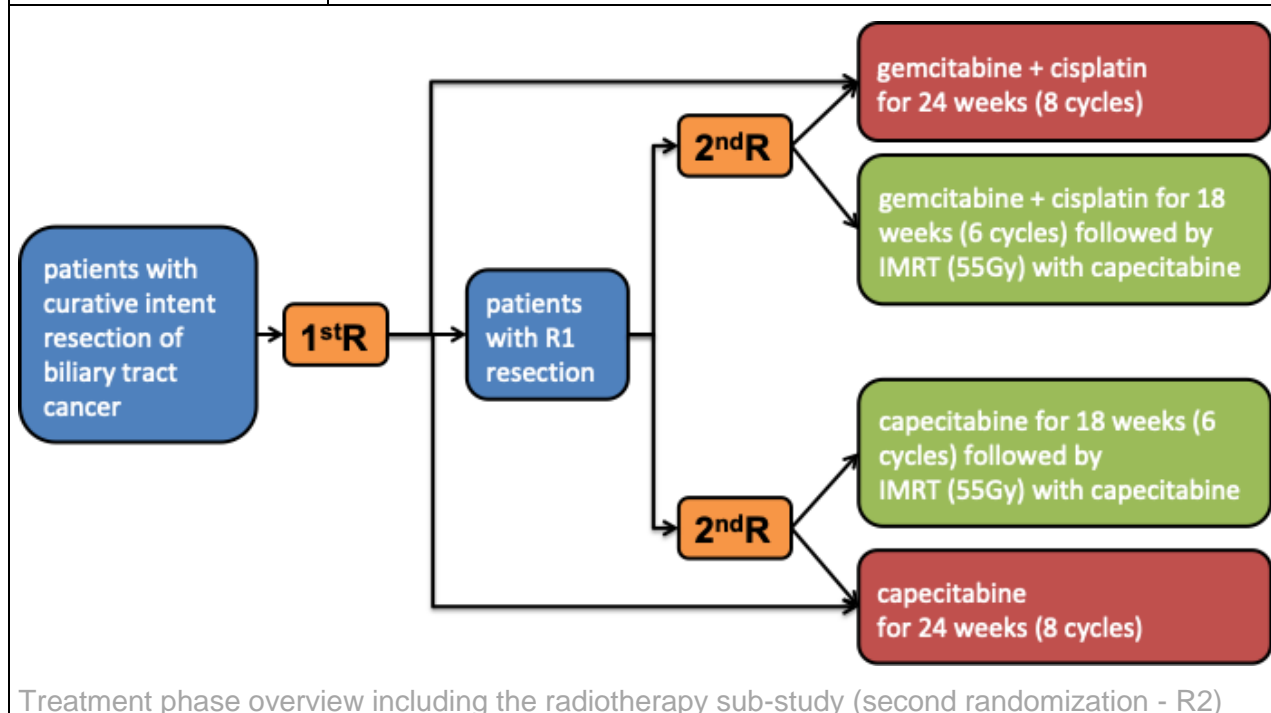 gemcitabine + cisplatin
for 24 weeks (8 cycles)
2ndR
gemcitabine + cisplatin for 18
weeks (6 cycles) followed by
IMRT (55Gy) with capecitabine
patients with
curative intent
resection of
biliary tract
cancer
1stR
patients
with R1
resection
capecitabine for 18 weeks (6
cycles) followed by
IMRT (55Gy) with capecitabine
2ndR
capecitabine
for 24 weeks (8 cycles)
Treatment phase overview including the radiotherapy sub-study (second randomization - R2)